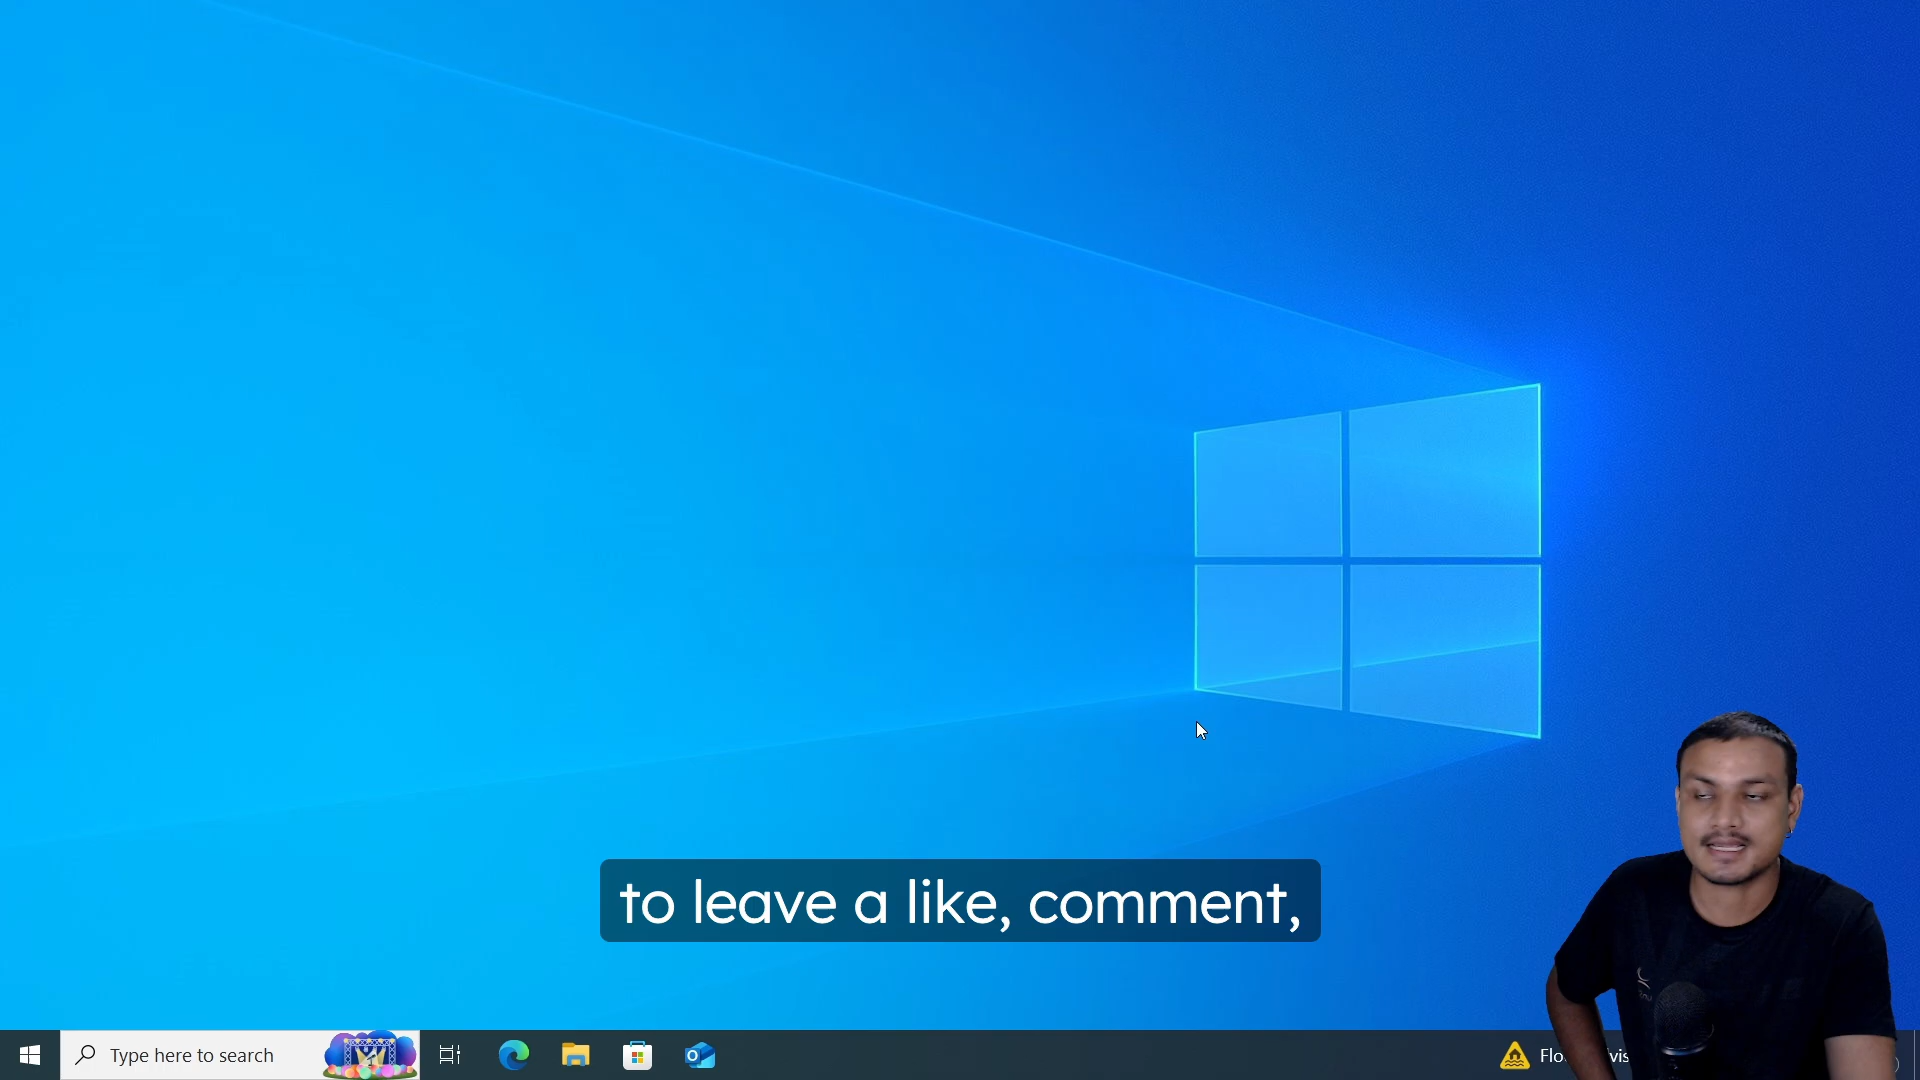 to leave a like, comment,
Type here to search